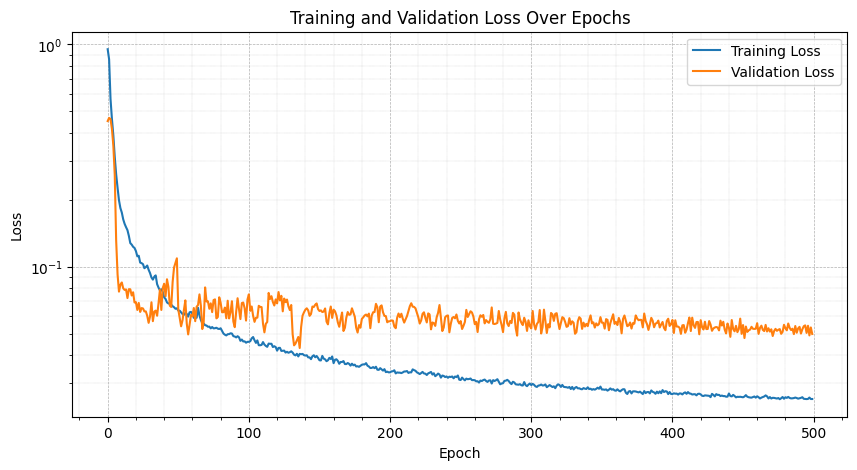 Training and Validation Loss Over Epochs
Training Loss
Validation Loss
10⁰
10⁻¹
Loss
0 100 200 300 400 500
Epoch